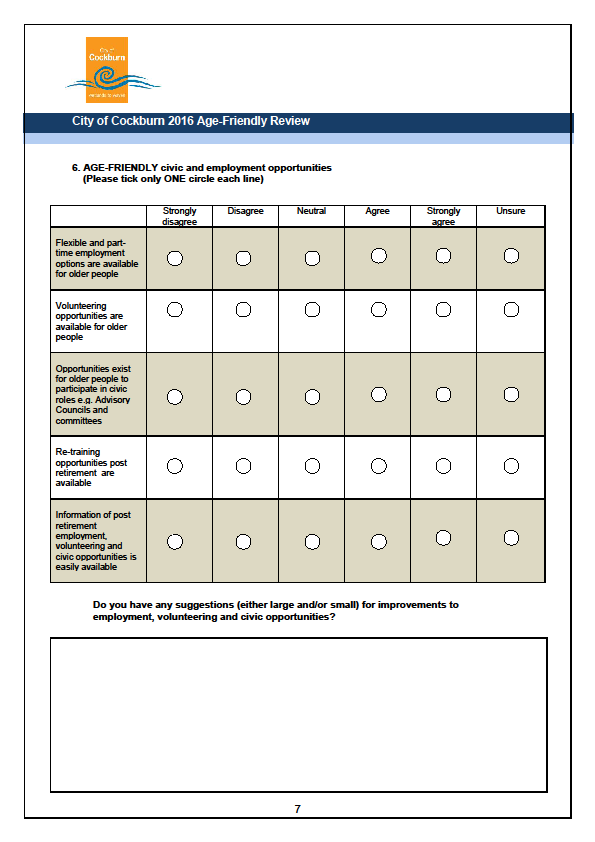 City of
Cockburn
City of Cockburn 2016 Age-Friendly Review
6. AGE-FRIENDLY civic and employment opportunities
(Please tick only ONE circle each line)
Strongly
disagree
Disagree
Neutral
Agree
Strongly
agree
Unsure
Flexible and part-
time employment
options are available
for older people
Volunteering
opportunities are
available for older
people
Opportunities exist
for older people to
participate in civic
roles e.g. Advisory
Councils and
committees
Re-training
opportunities post
retirement are
available
Information of post
retirement
employment,
volunteering and
civic opportunities is
easily available
Do you have any suggestions (either large and/or small) for improvements to
employment, volunteering and civic opportunities?
7